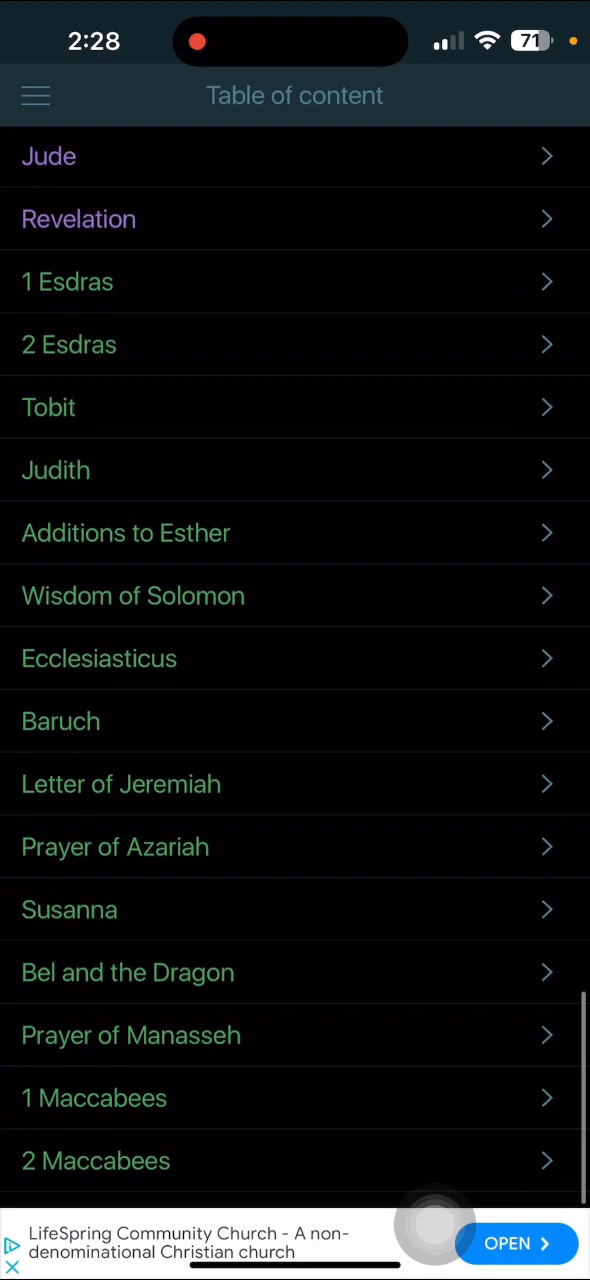 2:28
71
Table of content
Jude
Revelation
1 Esdras
2 Esdras
Tobit
Judith
Additions to Esther
Wisdom of Solomon
Ecclesiasticus
Baruch
Letter of Jeremiah
Prayer of Azariah
Susanna
Bel and the Dragon
Prayer of Manasseh
1 Maccabees
2 Maccabees
LifeSpring Community Church - A non-
denominational Christian church
OPEN